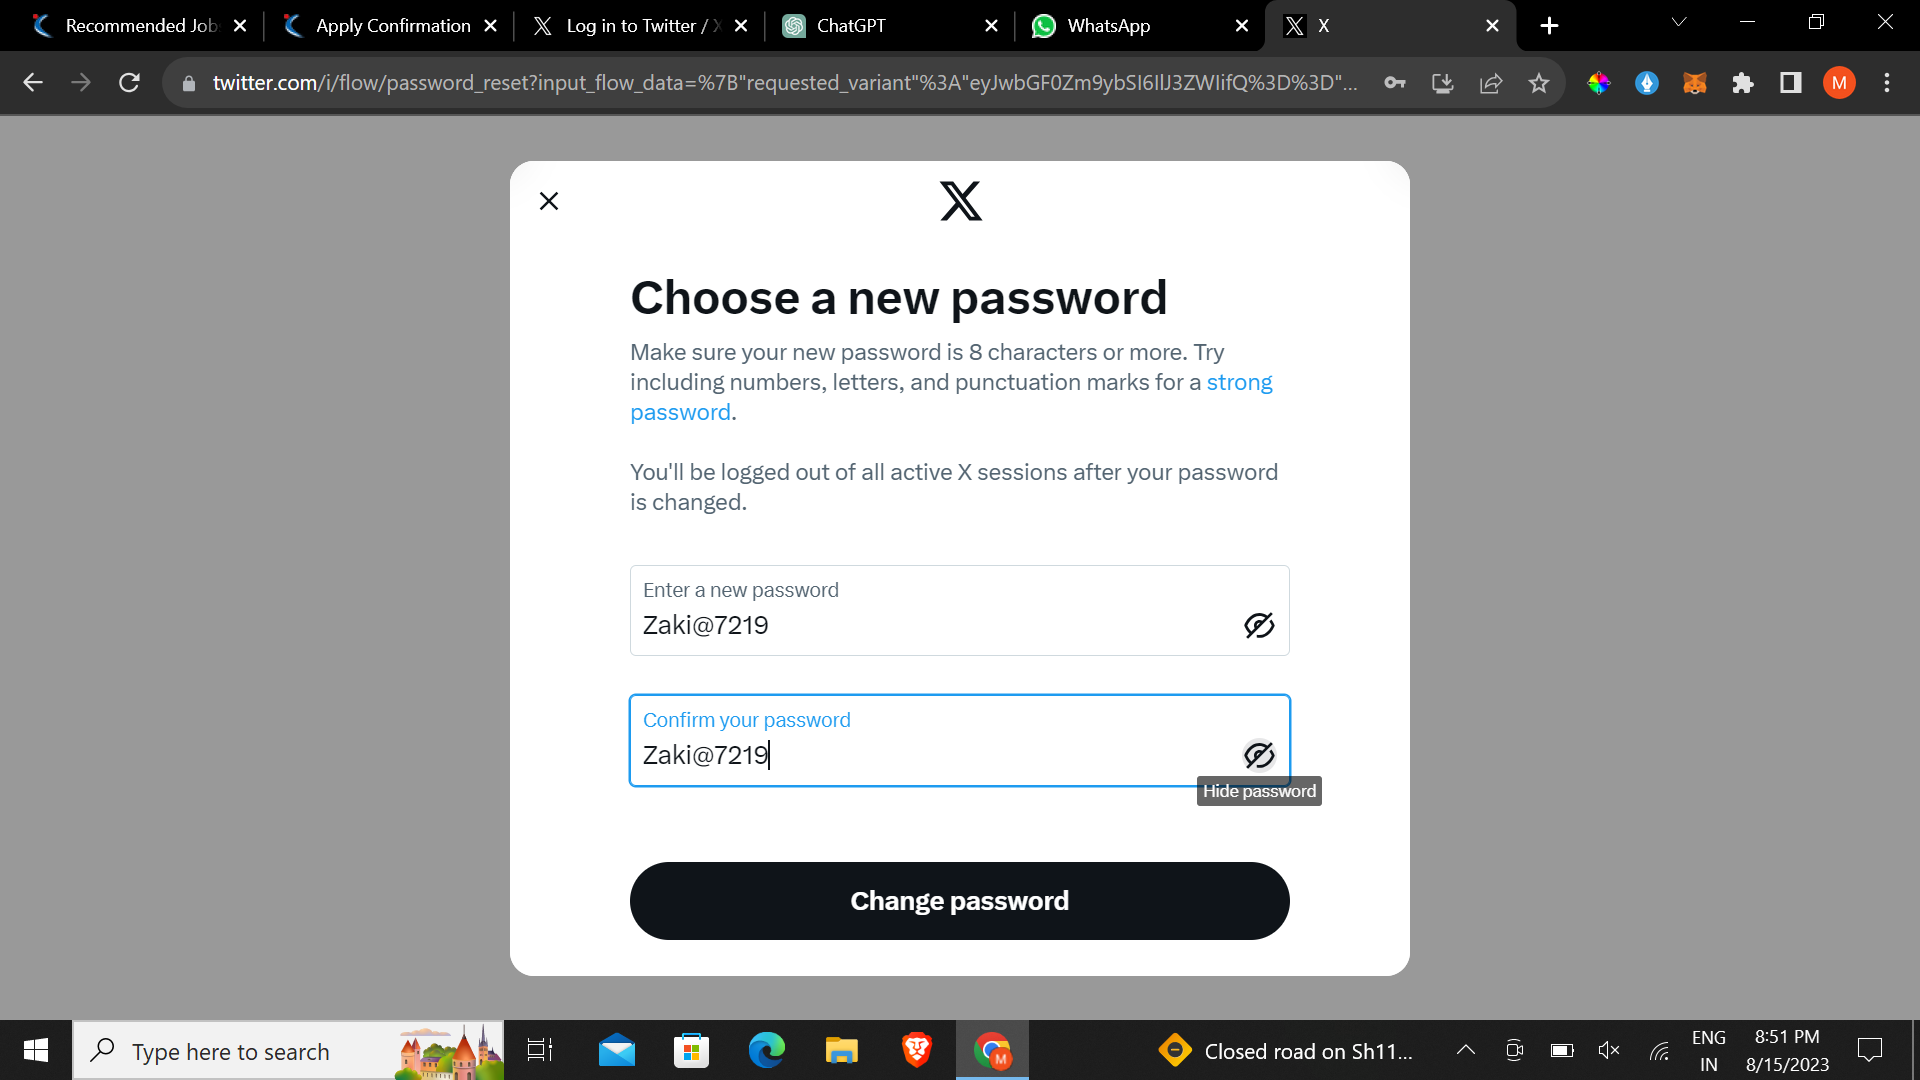 Recommended Job
Apply Confirmation
Log in to Twitter / X
ChatGPT
WhatsApp
X
twitter.com/i/flow/password_reset?input_flow_data=%7B"requested_variant"%3A"eyJwbGF0Zm9ybSI6IlJ3ZWIifQ%3D%3D"...
M
Choose a new password
Make sure your new password is 8 characters or more. Try
including numbers, letters, and punctuation marks for a strong
password.
You'll be logged out of all active X sessions after your password
is changed.
Enter a new password
Zaki@7219
Confirm your password
Zaki@7219
Hide password
Change password
Type here to search
M
Closed road on Sh11...
ENG
IN
8:51 PM
8/15/2023